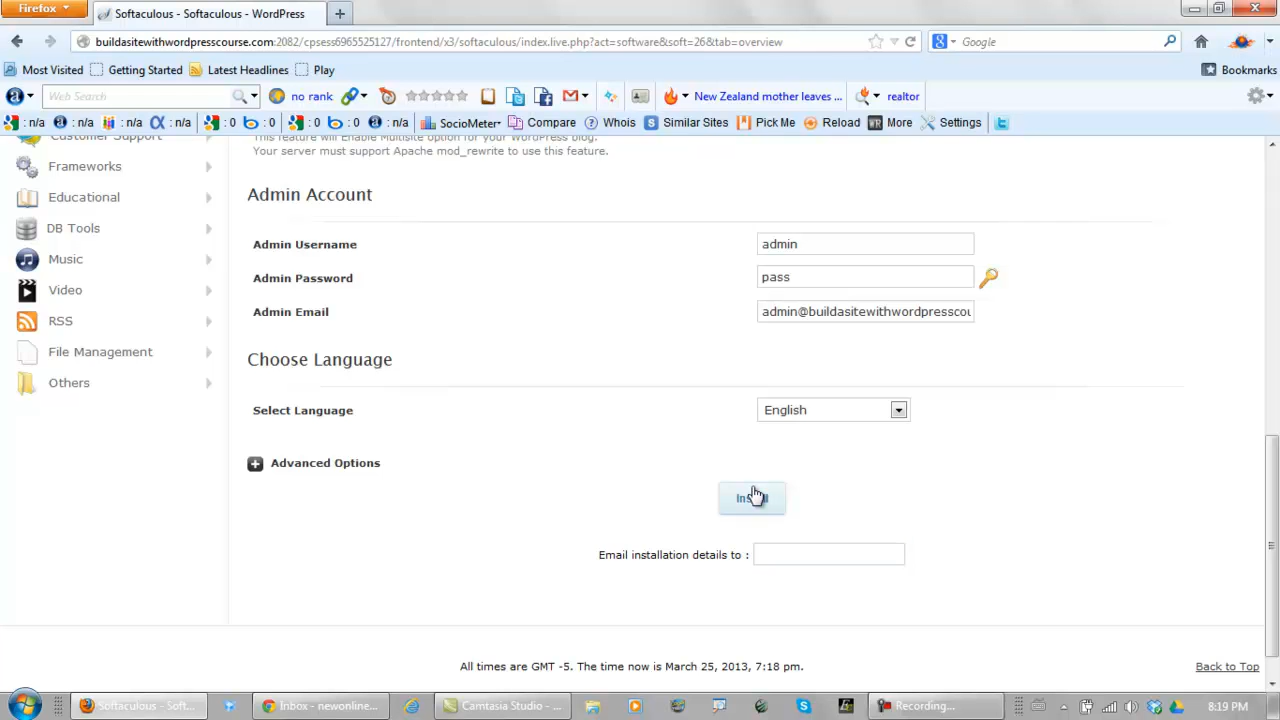 Firefox
Softaculous - Softaculous - WordPress
buildasitewithwordpresscourse.com:2082/cpsess6965525127/frontend/x3/softaculous/index.live.php?act=software&soft=26&tab=overview
Google
Most Visited Getting Started Latest Headlines Play Bookmarks
Web Search no rank New Zealand mother leaves ... realtor
: n/a : n/a : n/a : n/a : 0 : 0 : 0 : 0 : n/a SocioMeter Compare Whois Similar Sites Pick Me Reload More Settings
Customer Support
This feature will Enable Multisite option for your WordPress blog.
Your server must support Apache mod_rewrite to use this feature.
Frameworks
Educational
DB Tools
Music
Video
RSS
File Management
Others
Admin Account
Admin Username admin
Admin Password pass
Admin Email admin@buildasitewithwordpresscou
Choose Language
Select Language English
Advanced Options
Install
Email installation details to :
All times are GMT -5. The time now is March 25, 2013, 7:18 pm.
Back to Top
Softaculous - Soft... Inbox - newonline... Camtasia Studio - ... Recording... 8:19 PM